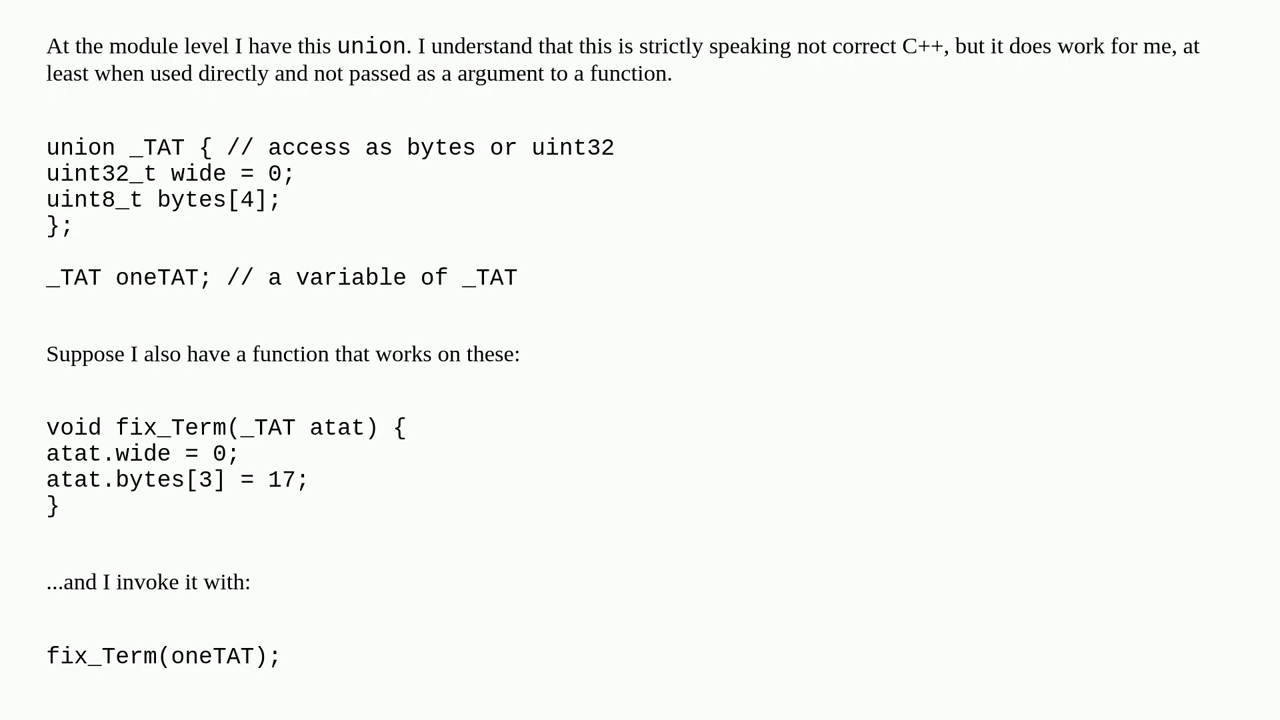 At the module level I have this union. I understand that this is strictly speaking not correct C++, but it does work for me, at
least when used directly and not passed as a argument to a function.
union _TAT { // access as bytes or uint32
uint32_t wide = 0;
uint8_t bytes[4];
};
_TAT oneTAT; // a variable of _TAT
Suppose I also have a function that works on these:
void fix_Term(_TAT atat) {
atat.wide = 0;
atat.bytes[3] = 17;
}
...and I invoke it with:
fix_Term(oneTAT);